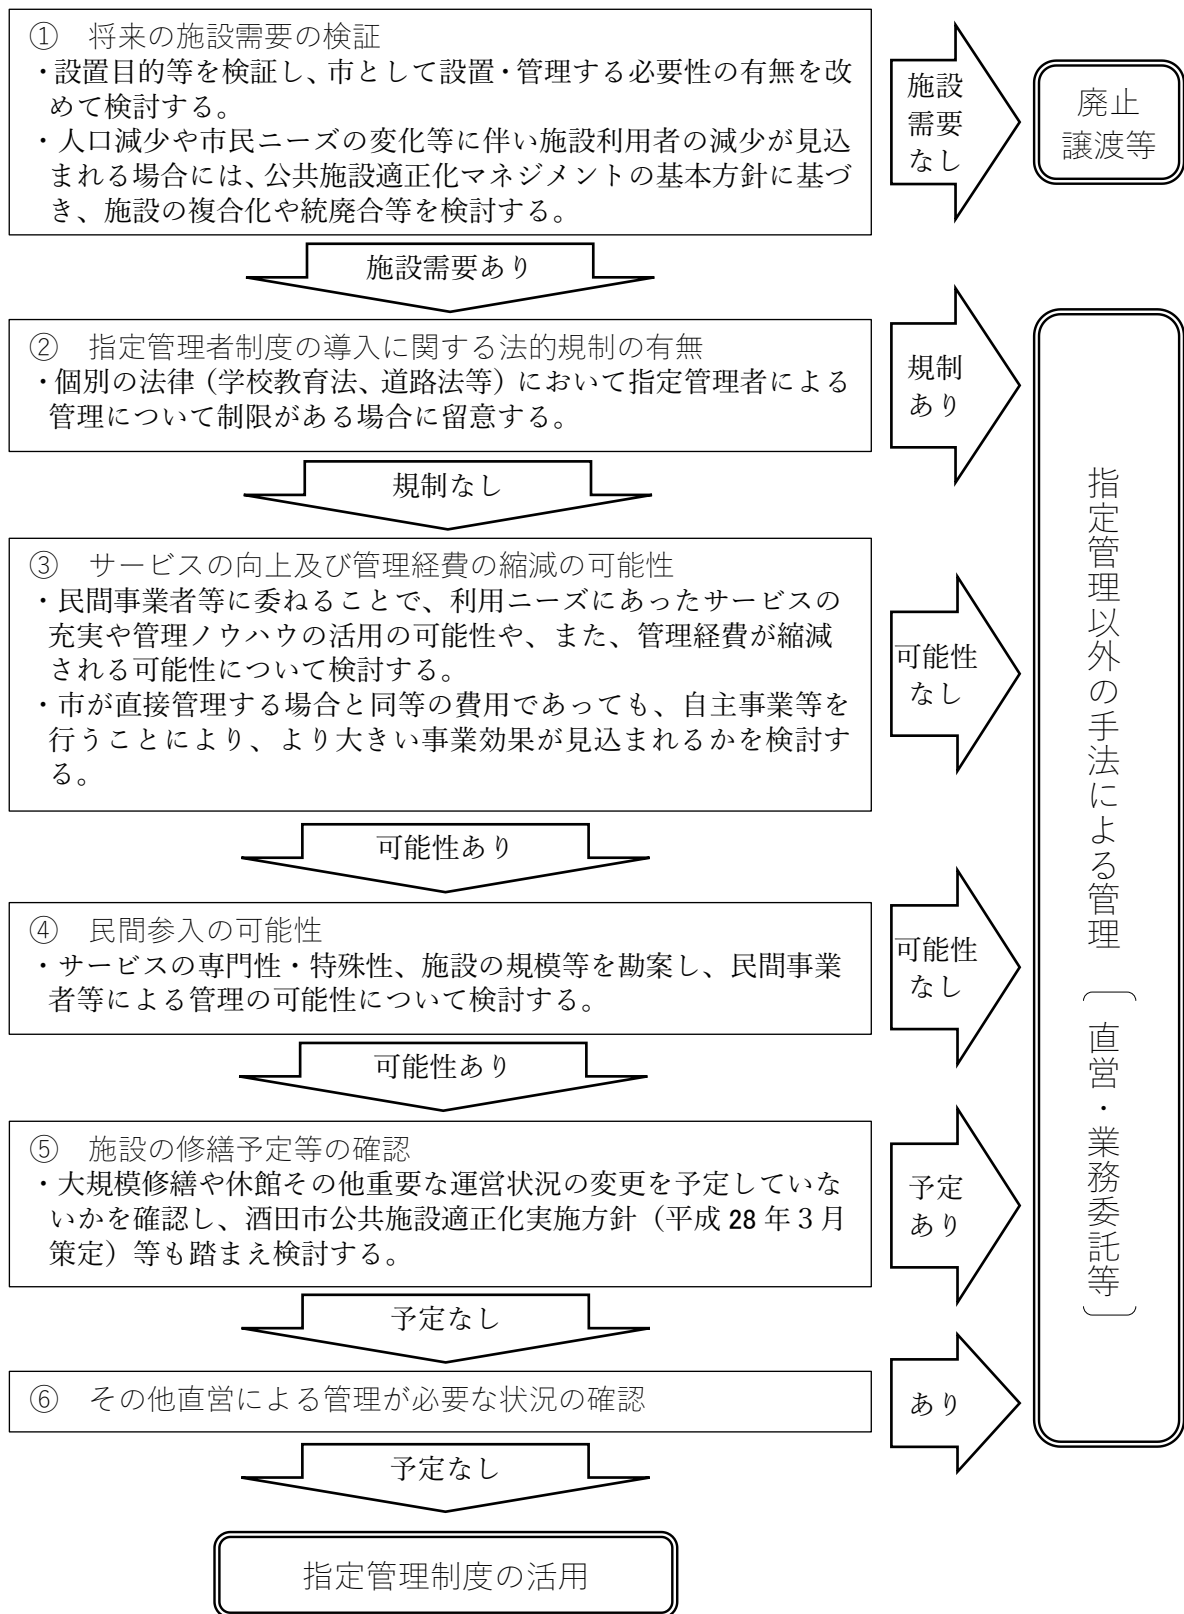 ① 将来の施設需要の検証
・設置目的等を検証し、市として設置・管理する必要性の有無を改
めて検討する。
・人口減少や市民ニーズの変化等に伴い施設利用者の減少が見込
まれる場合には、公共施設適正化マネジメントの基本方針に基づ
き、施設の複合化や統廃合等を検討する。
施設
需要
なし
廃止
譲渡等
施設需要あり
② 指定管理者制度の導入に関する法的規制の有無
・個別の法律（学校教育法、道路法等）において指定管理者による
管理について制限がある場合に留意する。
規制
あり
規制なし
③ サービスの向上及び管理経費の縮減の可能性
・民間事業者等に委ねることで、利用ニーズにあったサービスの
充実や管理ノウハウの活用の可能性や、また、管理経費が縮減
される可能性について検討する。
・市が直接管理する場合と同等の費用であっても、自主事業等を
行うことにより、より大きい事業効果が見込まれるかを検討す
る。
可能性
なし
可能性あり
④ 民間参入の可能性
・サービスの専門性・特殊性、施設の規模等を勘案し、民間事業
者等による管理の可能性について検討する。
可能性
なし
可能性あり
⑤ 施設の修繕予定等の確認
・大規模修繕や休館その他重要な運営状況の変更を予定していな
いかを確認し、酒田市公共施設適正化実施方針（平成 28 年３月
策定）等も踏まえ検討する。
予定
あり
予定なし
⑥ その他直営による管理が必要な状況の確認
あり
予定なし
指定管理制度の活用
指定管理以外の手法による管理〔直営・業務委託等〕